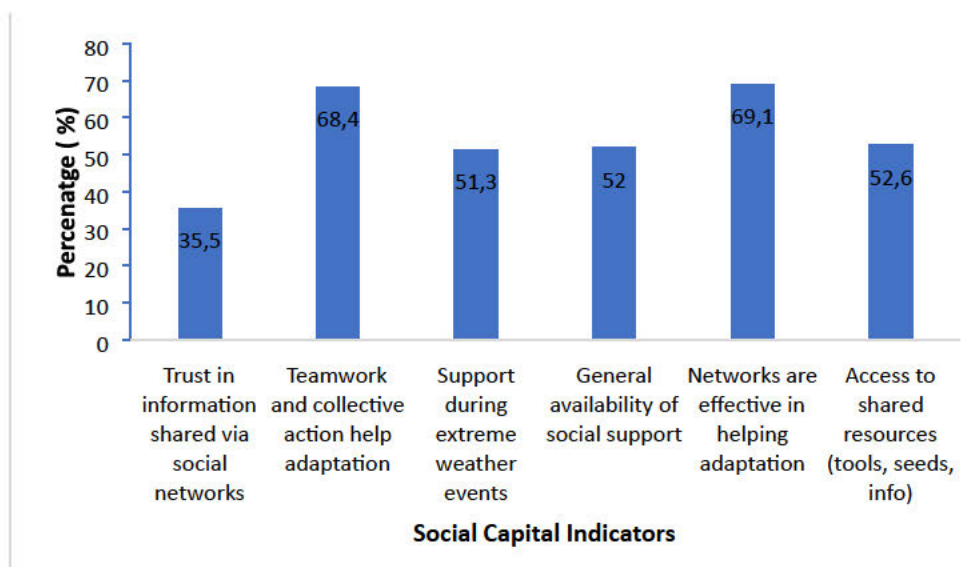 80
70
60
50
40
30
20
10
0
Percenatge ( %)
35,5
68,4
51,3
52
69,1
52,6
Trust in
information
shared via
social
networks
Teamwork
and collective
action help
adaptation
Support
during
extreme
weather
events
General
availability of
social support
Networks are
effective in
helping
adaptation
Access to
shared
resources
(tools, seeds,
info)
Social Capital Indicators